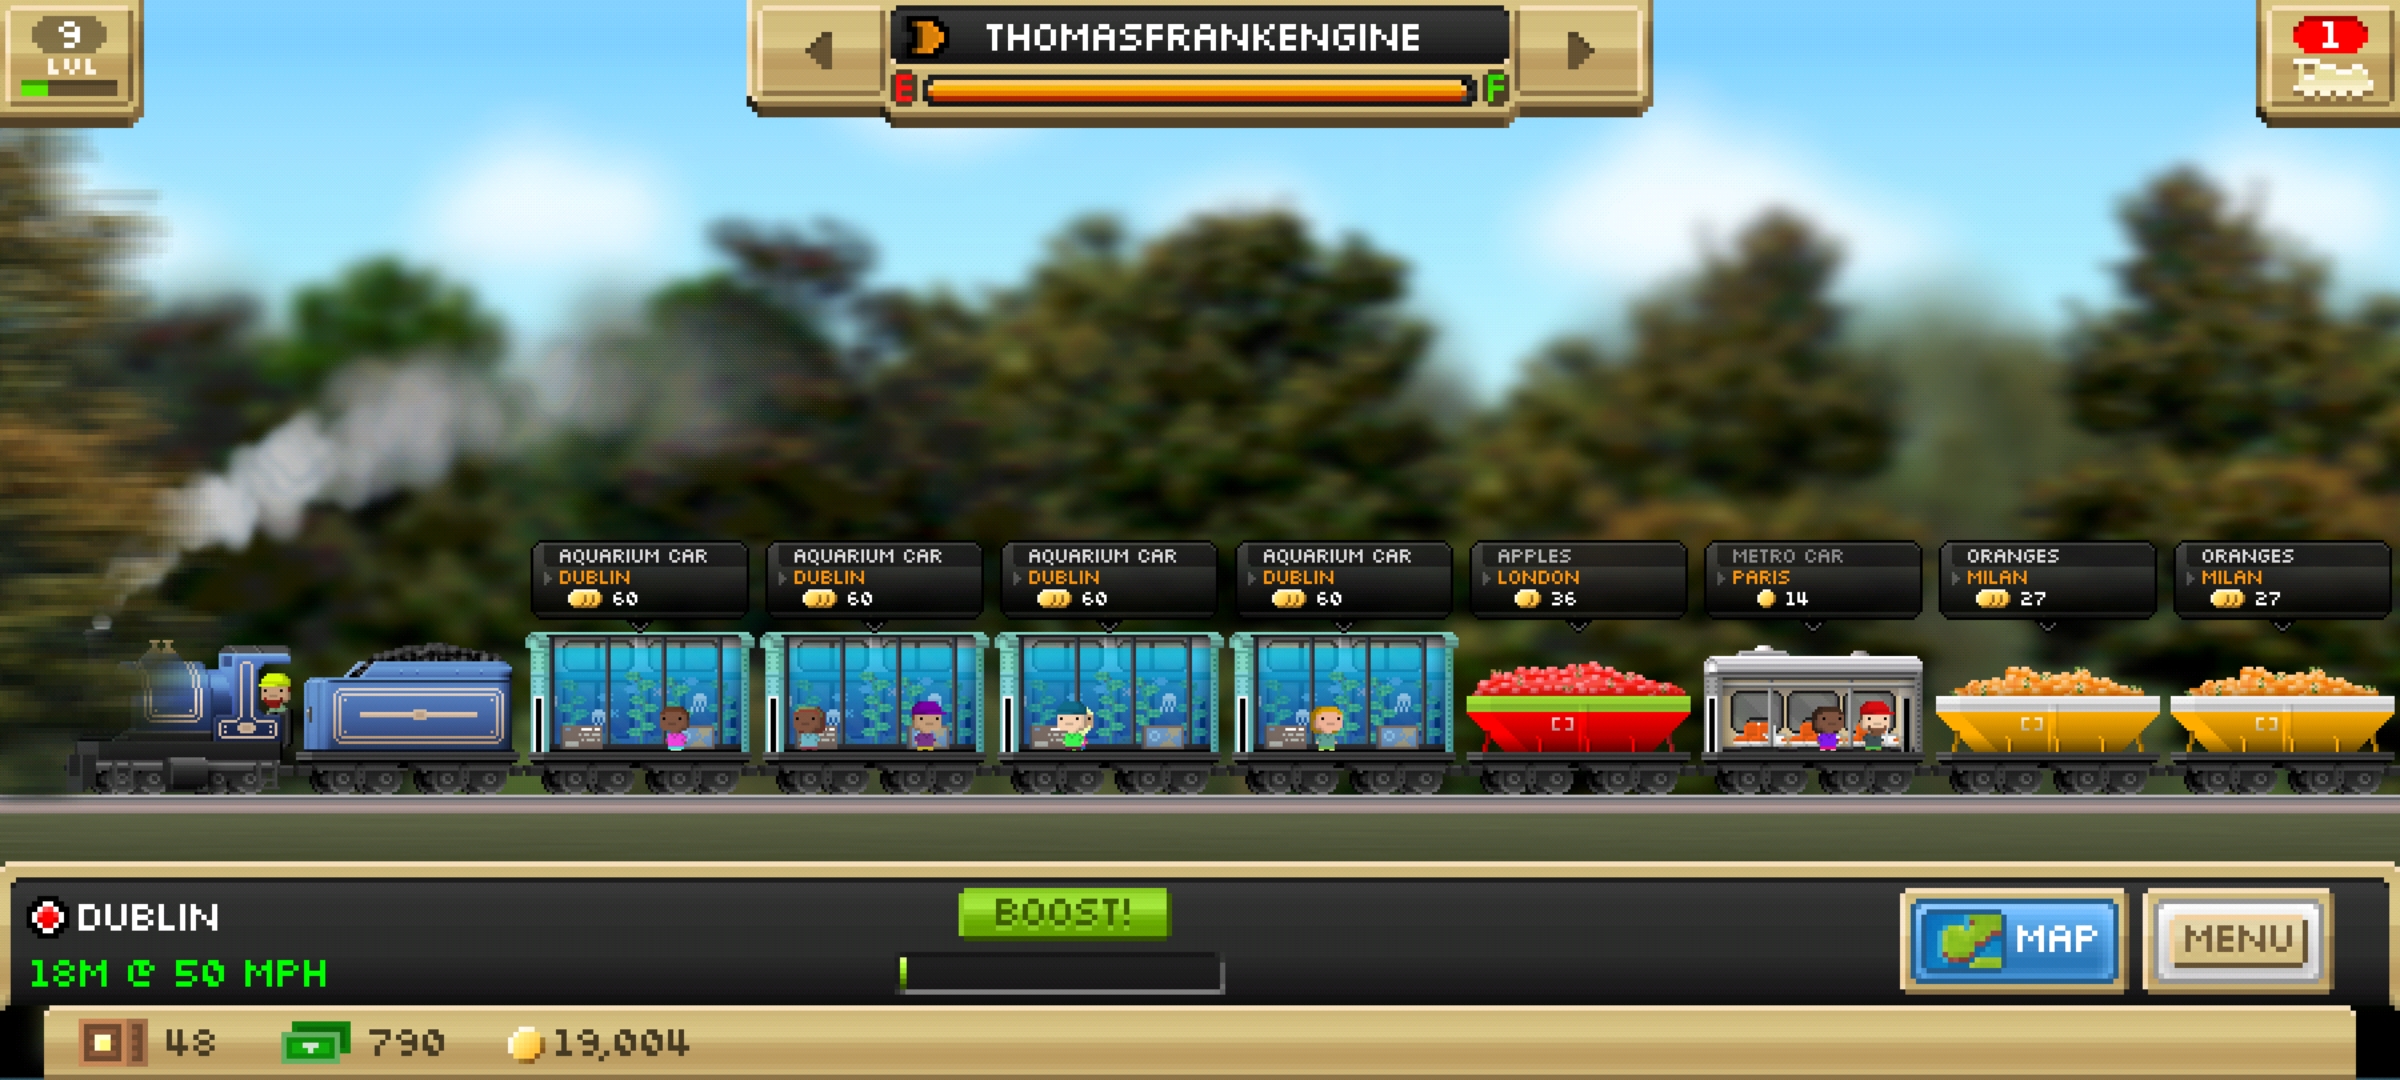 9
LVL
THOMASFRANKENGINE
E F
1
AQUARIUM CAR
DUBLIN
60
AQUARIUM CAR
DUBLIN
60
AQUARIUM CAR
DUBLIN
60
AQUARIUM CAR
DUBLIN
60
APPLES
LONDON
36
METRO CAR
PARIS
14
ORANGES
MILAN
27
ORANGES
MILAN
27
DUBLIN
18M @ 50 MPH
BOOST!
MAP
MENU
48
790
19,004